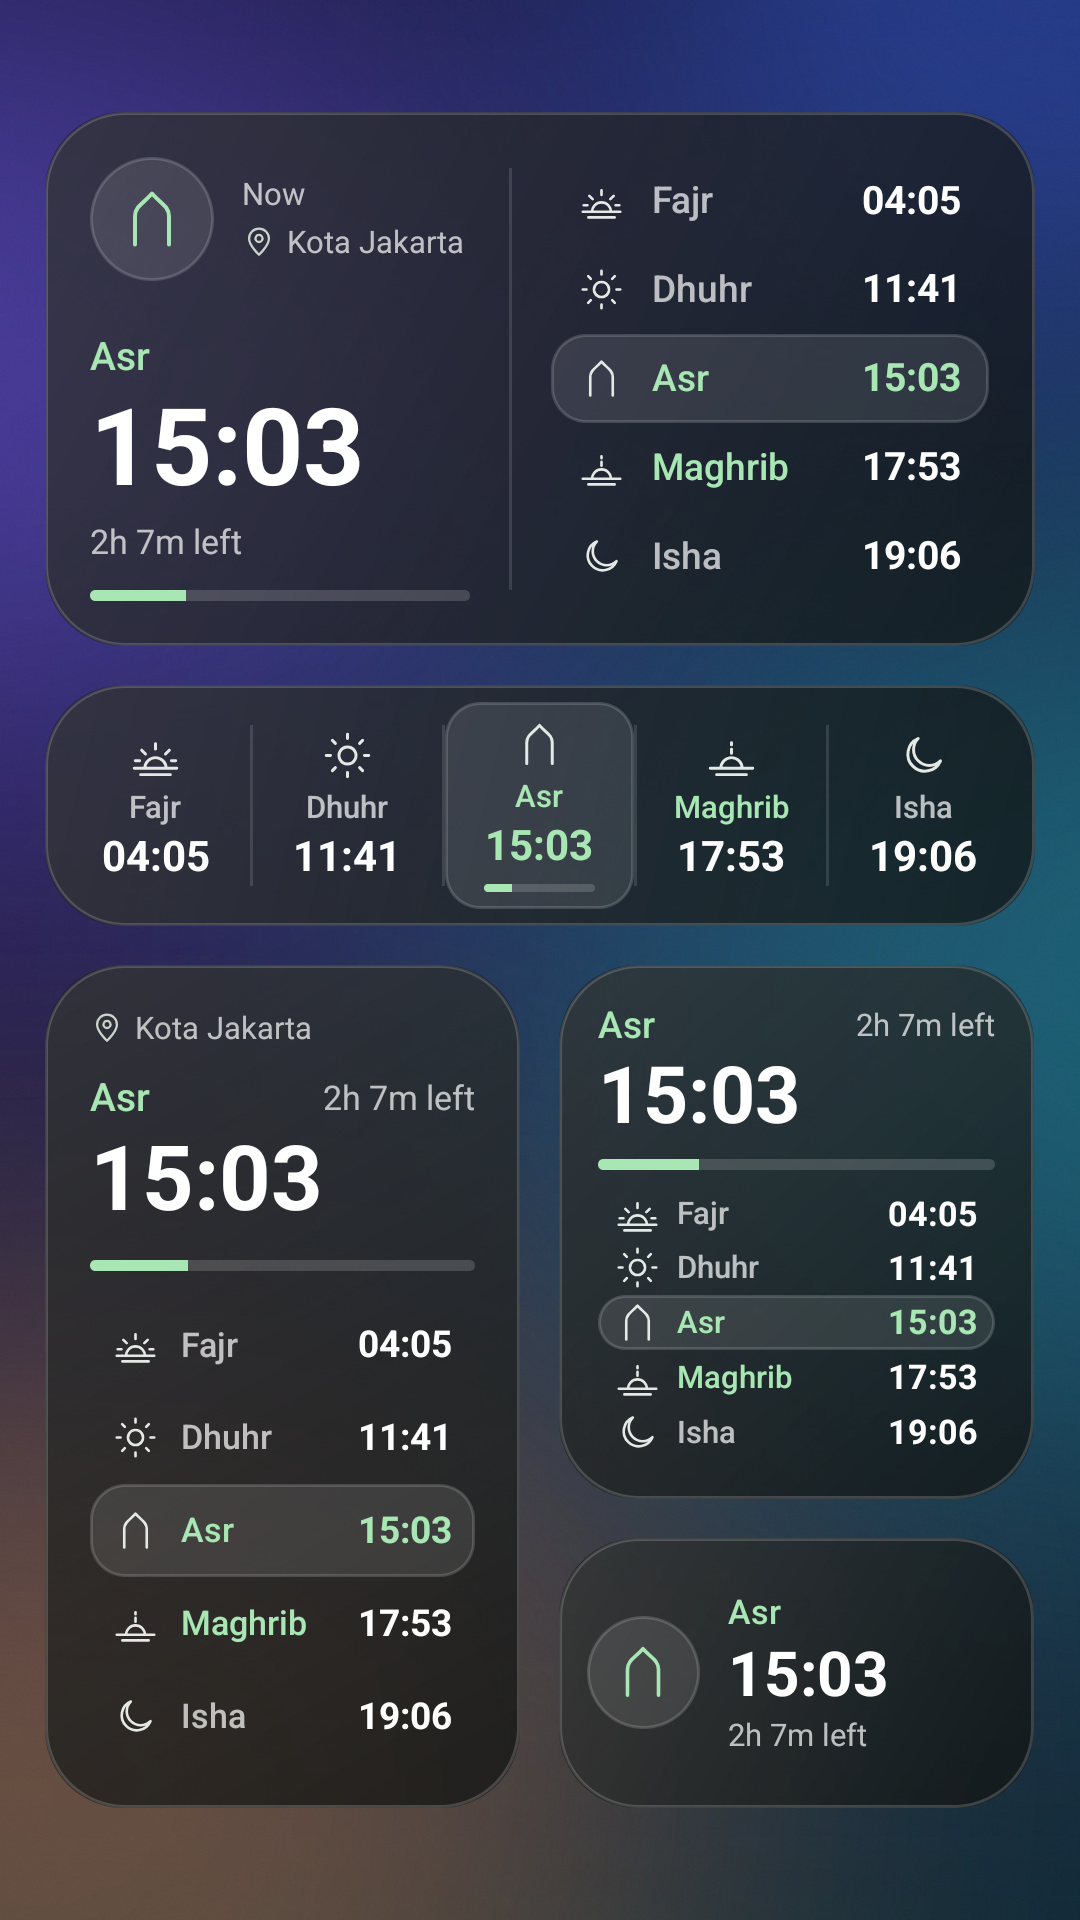 Now
Kota Jakarta
Asr
15:03
2h 7m left
Fajr 04:05
Dhuhr 11:41
Asr 15:03
Maghrib 17:53
Isha 19:06
Fajr
04:05
Dhuhr
11:41
Asr
15:03
Maghrib
17:53
Isha
19:06
Kota Jakarta
Asr 2h 7m left
15:03
Fajr 04:05
Dhuhr 11:41
Asr 15:03
Maghrib 17:53
Isha 19:06
Asr 2h 7m left
15:03
Fajr 04:05
Dhuhr 11:41
Asr 15:03
Maghrib 17:53
Isha 19:06
Asr
15:03
2h 7m left